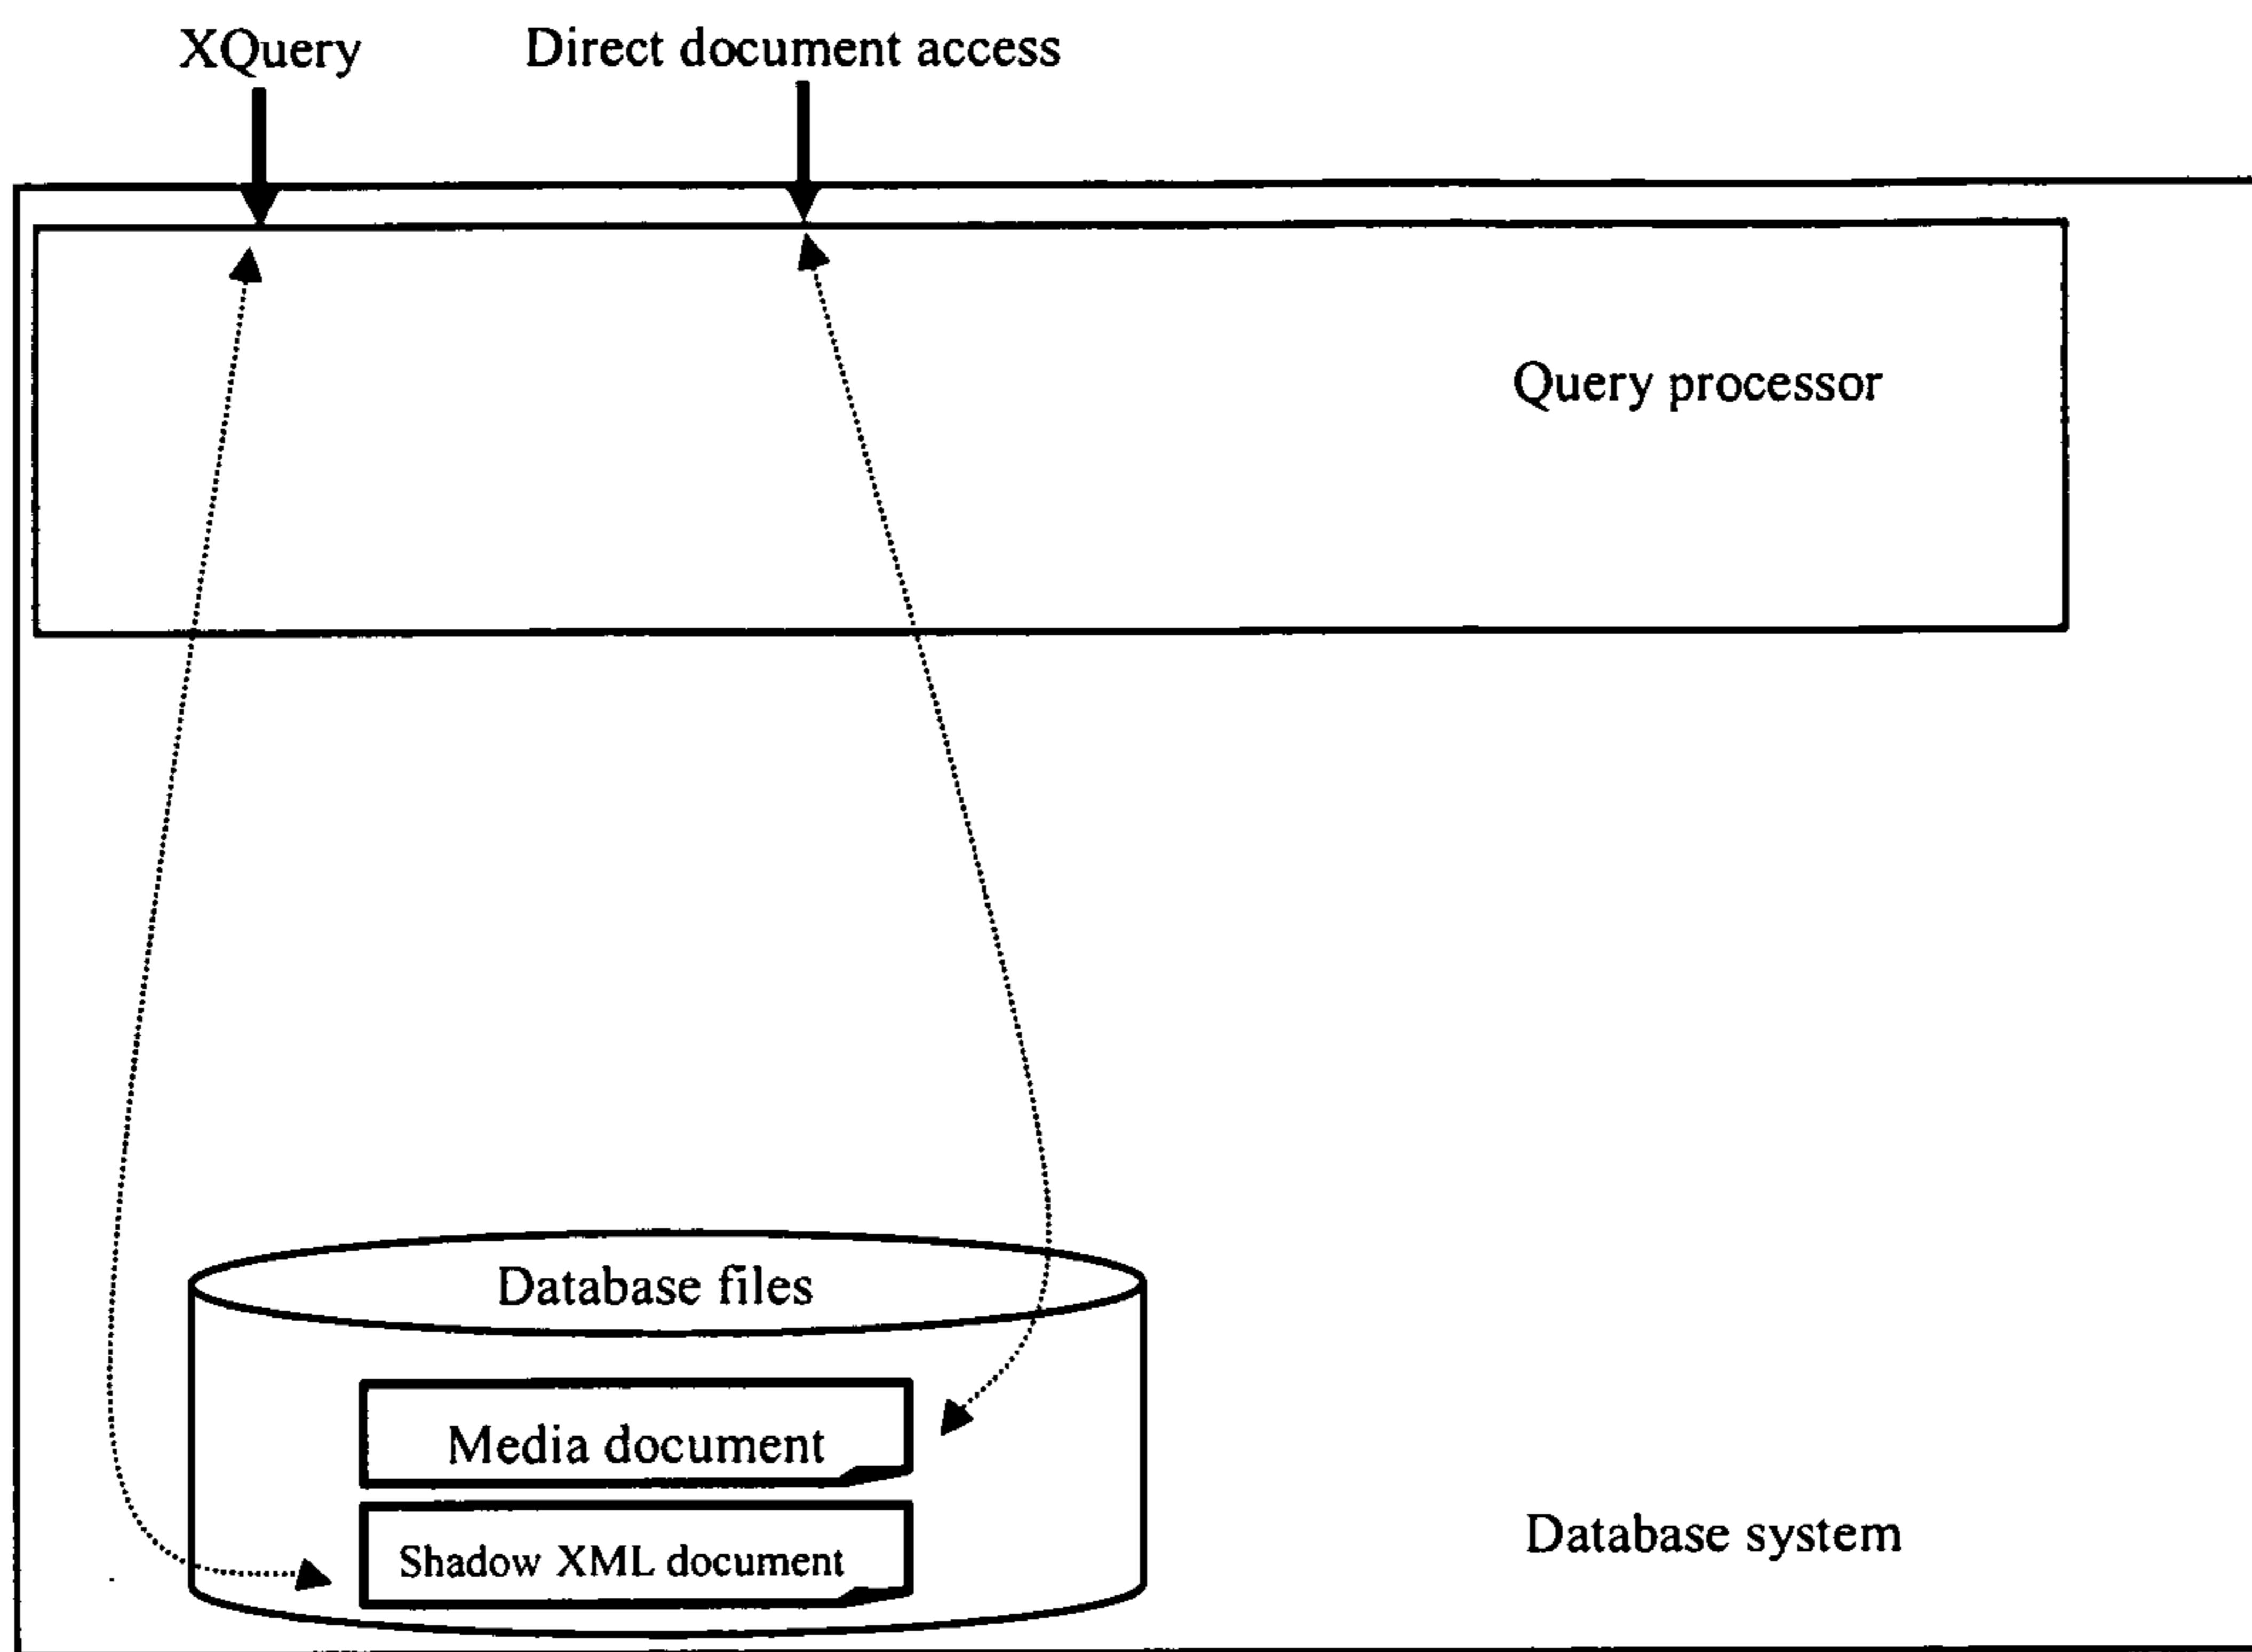 XQuery
Direct document access
Query processor
Database files
Media document
Shadow XML document
Database system